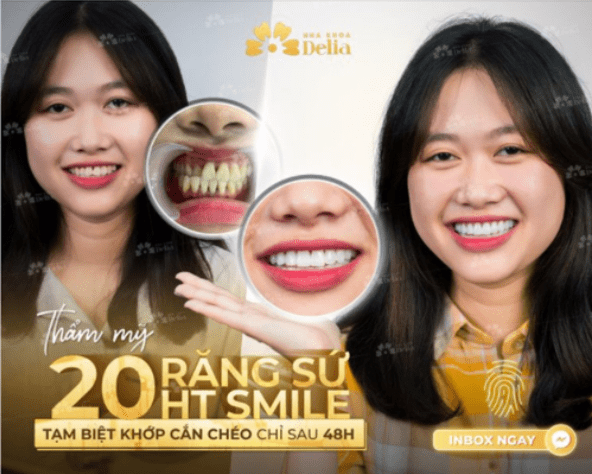 NHA KHOA
Delia
Thẩm mỹ
20 RĂNG SỨ
HT SMILE
TẠM BIỆT KHỚP CẮN CHÉO CHỈ SAU 48H
INBOX NGAY